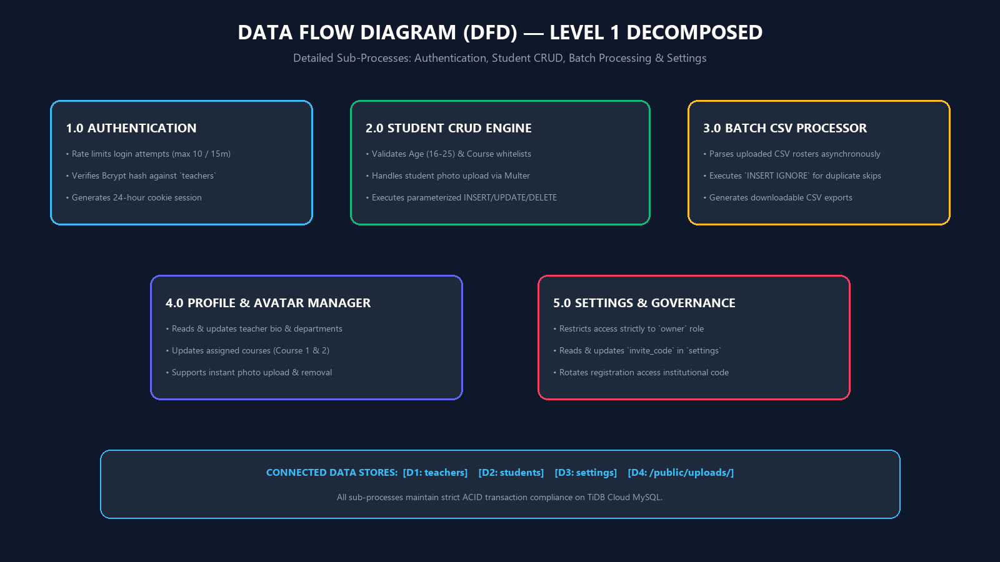 DATA FLOW DIAGRAM (DFD) — LEVEL 1 DECOMPOSED
Detailed Sub-Processes: Authentication, Student CRUD, Batch Processing & Settings
1.0 AUTHENTICATION
• Rate limits login attempts (max 10 / 15m)
• Verifies Bcrypt hash against `teachers`
• Generates 24-hour cookie session
2.0 STUDENT CRUD ENGINE
• Validates Age (16-25) & Course whitelists
• Handles student photo upload via Multer
• Executes parameterized INSERT/UPDATE/DELETE
3.0 BATCH CSV PROCESSOR
• Parses uploaded CSV rosters asynchronously
• Executes `INSERT IGNORE` for duplicate skips
• Generates downloadable CSV exports
4.0 PROFILE & AVATAR MANAGER
• Reads & updates teacher bio & departments
• Updates assigned courses (Course 1 & 2)
• Supports instant photo upload & removal
5.0 SETTINGS & GOVERNANCE
• Restricts access strictly to `owner` role
• Reads & updates `invite_code` in `settings`
• Rotates registration access institutional code
CONNECTED DATA STORES: [D1: teachers] [D2: students] [D3: settings] [D4: /public/uploads/]
All sub-processes maintain strict ACID transaction compliance on TiDB Cloud MySQL.